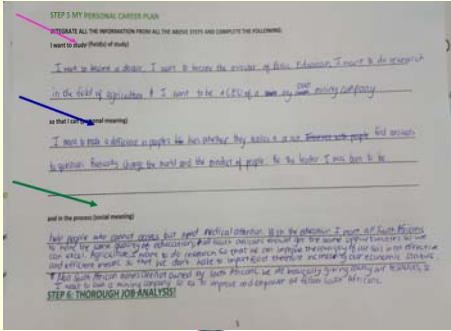 STEP 5 MY PERSONAL CAREER PLAN
INTEGRATE ALL THE INFORMATION FROM ALL THE ABOVE STEPS AND COMPLETE THE FOLLOWING:
I want to study (field(s) of study)
I want to become a doctor, I want to become the minister of Basic Education, I want to do research
in the field of agriculture & I want to be a CEO of a my own mining company
so that I can (personal meaning)
I want to make a difference in people's lives whether they realize it or not. find answers
to questions. Basically change the world and the mindset of people. Be the leader I was born to be
and in the process (social meaning)
help people who cannot access but need medical attention. With the education I want all South Africans
to have the same quality of education, all South Africans should get the same opportunities so we
can excel. Agriculture, I want to do research so that we can improve the of our soil in an effective
and efficient means so that we don't have to import food therefore increasing our economic status.
Most South African mines are not owned by South Africans, we are basically giving away our resources, so
I want to own a mining company so as to improve and empower all fellow South Africans.
STEP 6: THOROUGH JOB ANALYSIS!